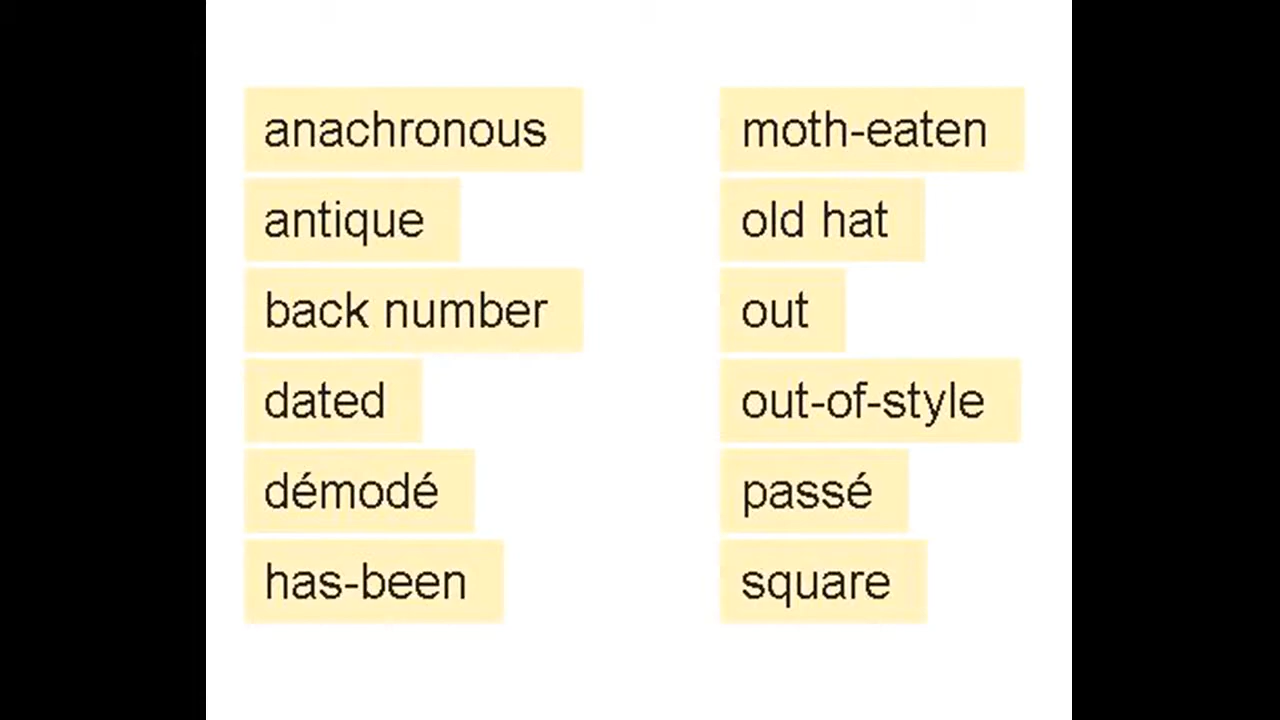 anachronous
antique
back number
dated
démodé
has-been
moth-eaten
old hat
out
out-of-style
passé
square